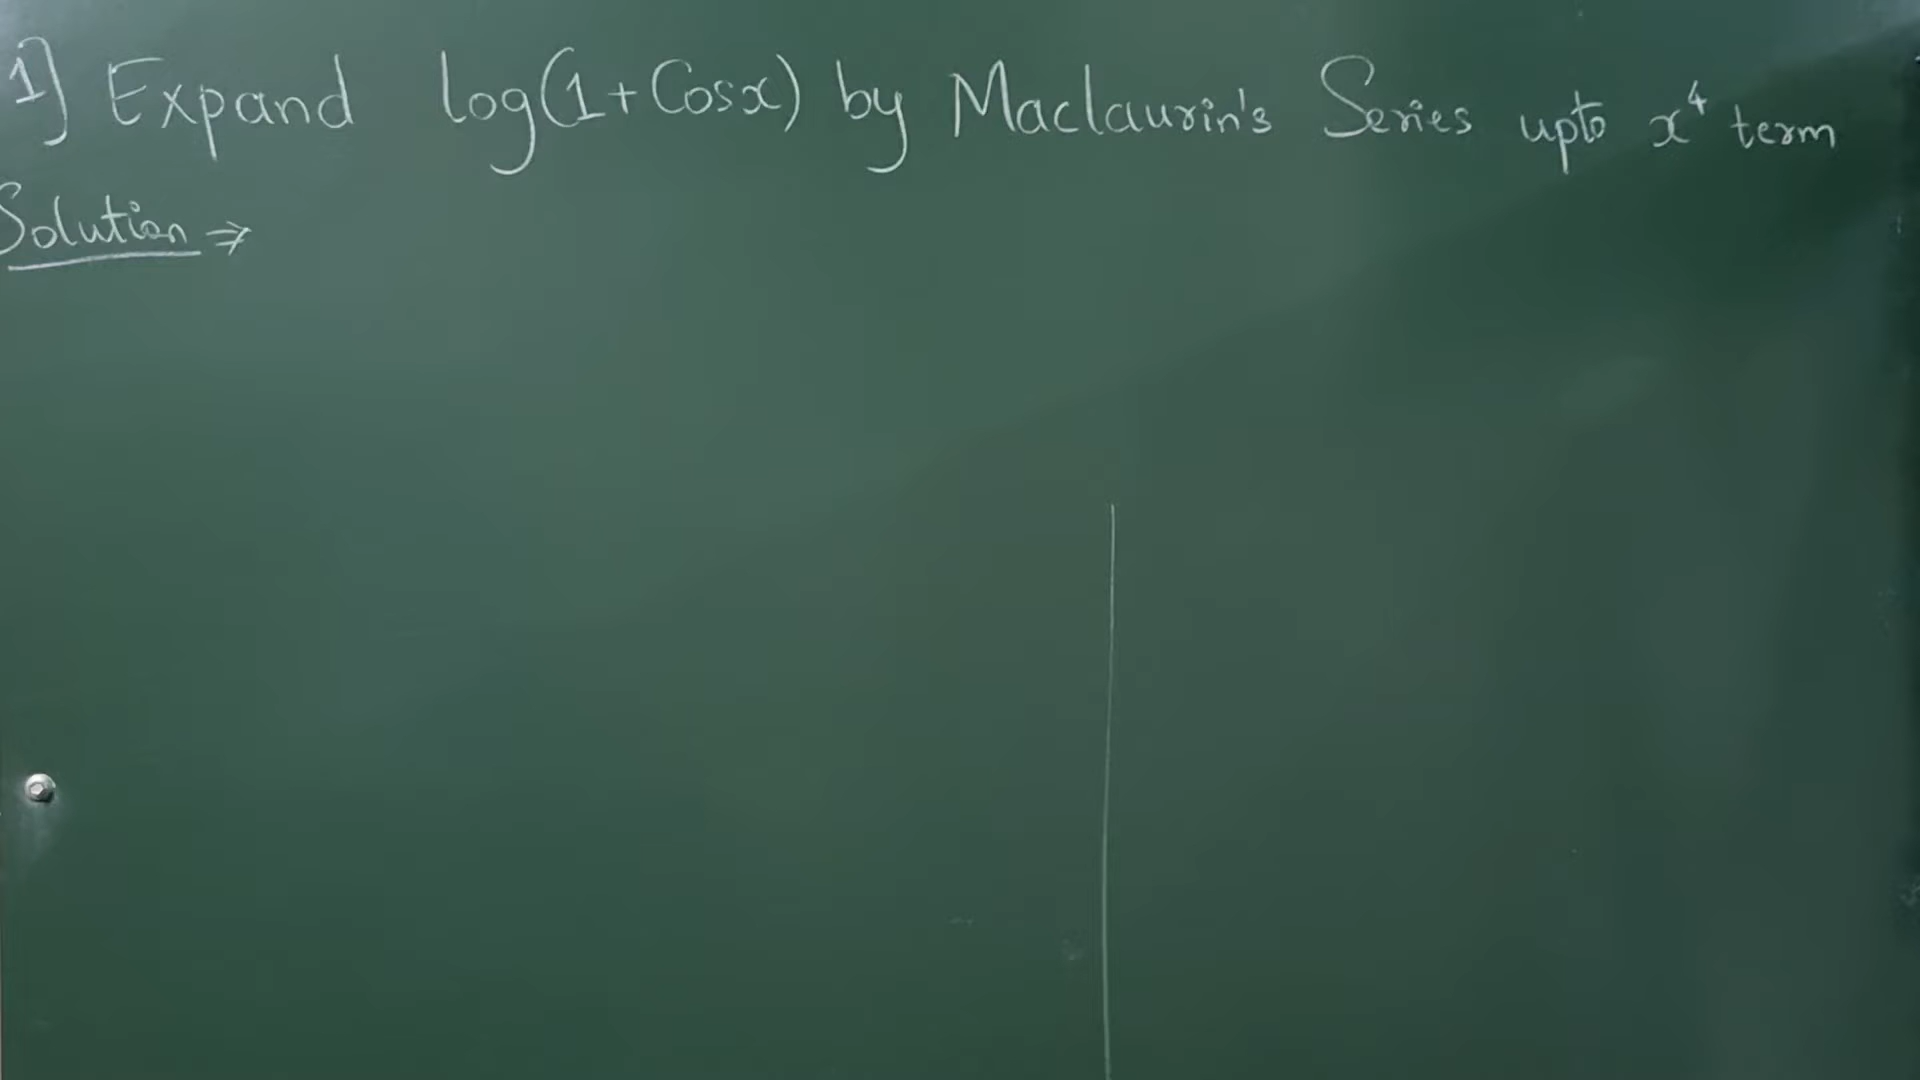 1] Expand log(1+Cosx) by Maclaurin's Series upto x⁴ term
Solution ⇒